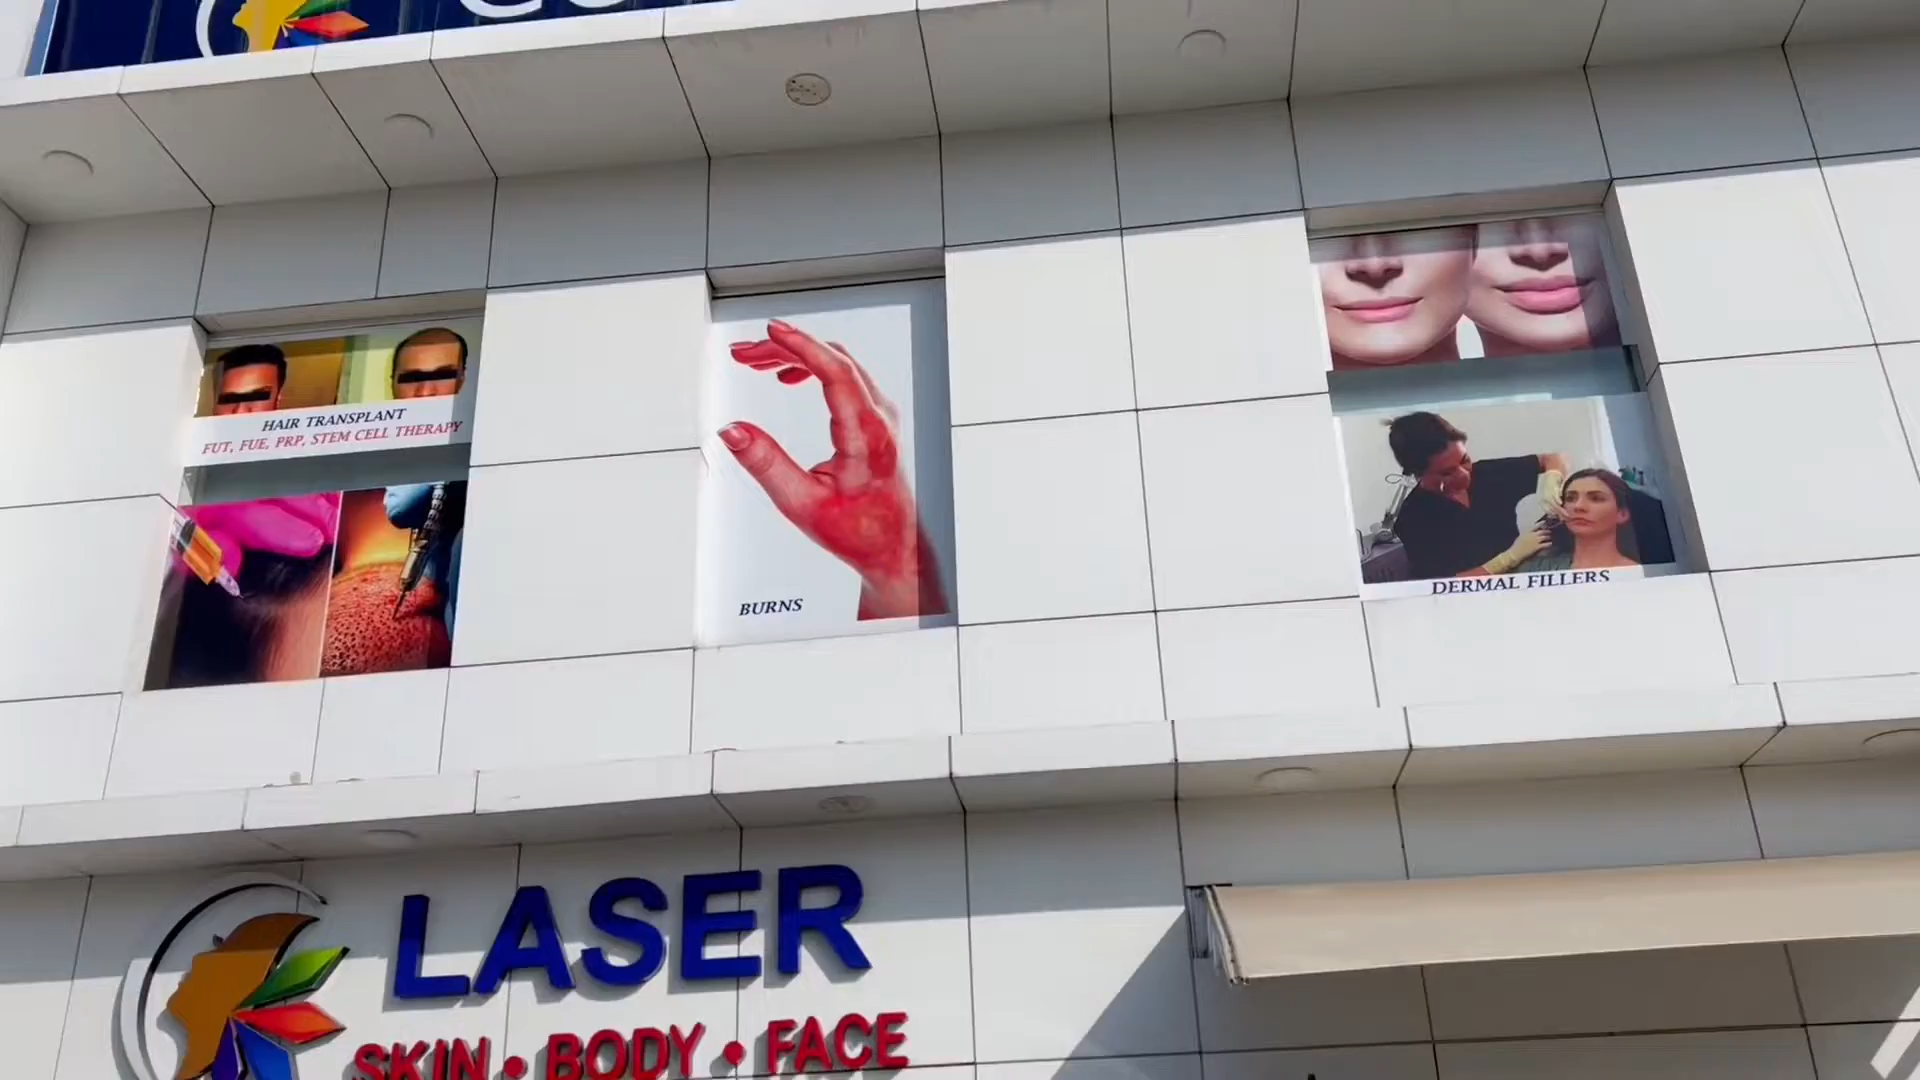 HAIR TRANSPLANT
FUT, FUE, PRP, STEM CELL THERAPY
BURNS
DERMAL FILLERS
LASER
SKIN • BODY • FACE